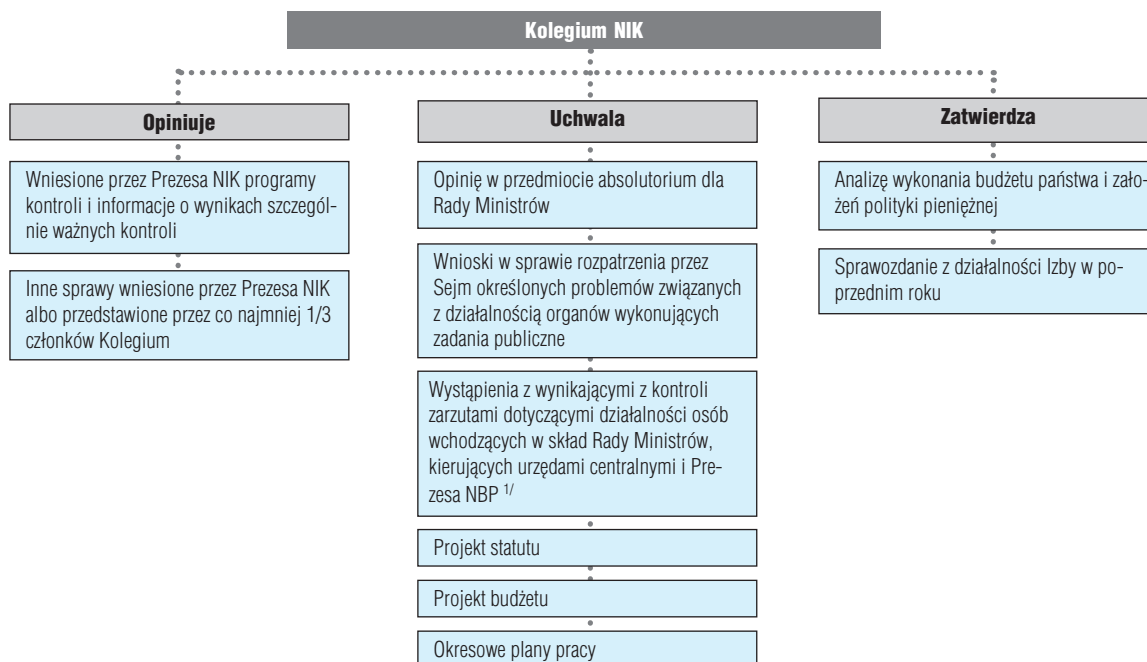 Kolegium NIK
Opiniuje
Wniesione przez Prezesa NIK programy
kontroli i informacje o wynikach szczegól-
nie ważnych kontroli
Inne sprawy wniesione przez Prezesa NIK
albo przedstawione przez co najmniej 1/3
członków Kolegium
Uchwala
Opinię w przedmiocie absolutorium dla
Rady Ministrów
Wnioski w sprawie rozpatrzenia przez
Sejm określonych problemów związanych
z działalnością organów wykonujących
zadania publiczne
Wystąpienia z wynikającymi z kontroli
zarzutami dotyczącymi działalności osób
wchodzących w skład Rady Ministrów,
kierujących urzędami centralnymi i Pre-
zesa NBP 1/
Projekt statutu
Projekt budżetu
Okresowe plany pracy
Zatwierdza
Analizę wykonania budżetu państwa i zało-
żeń polityki pieniężnej
Sprawozdanie z działalności Izby w po-
przednim roku